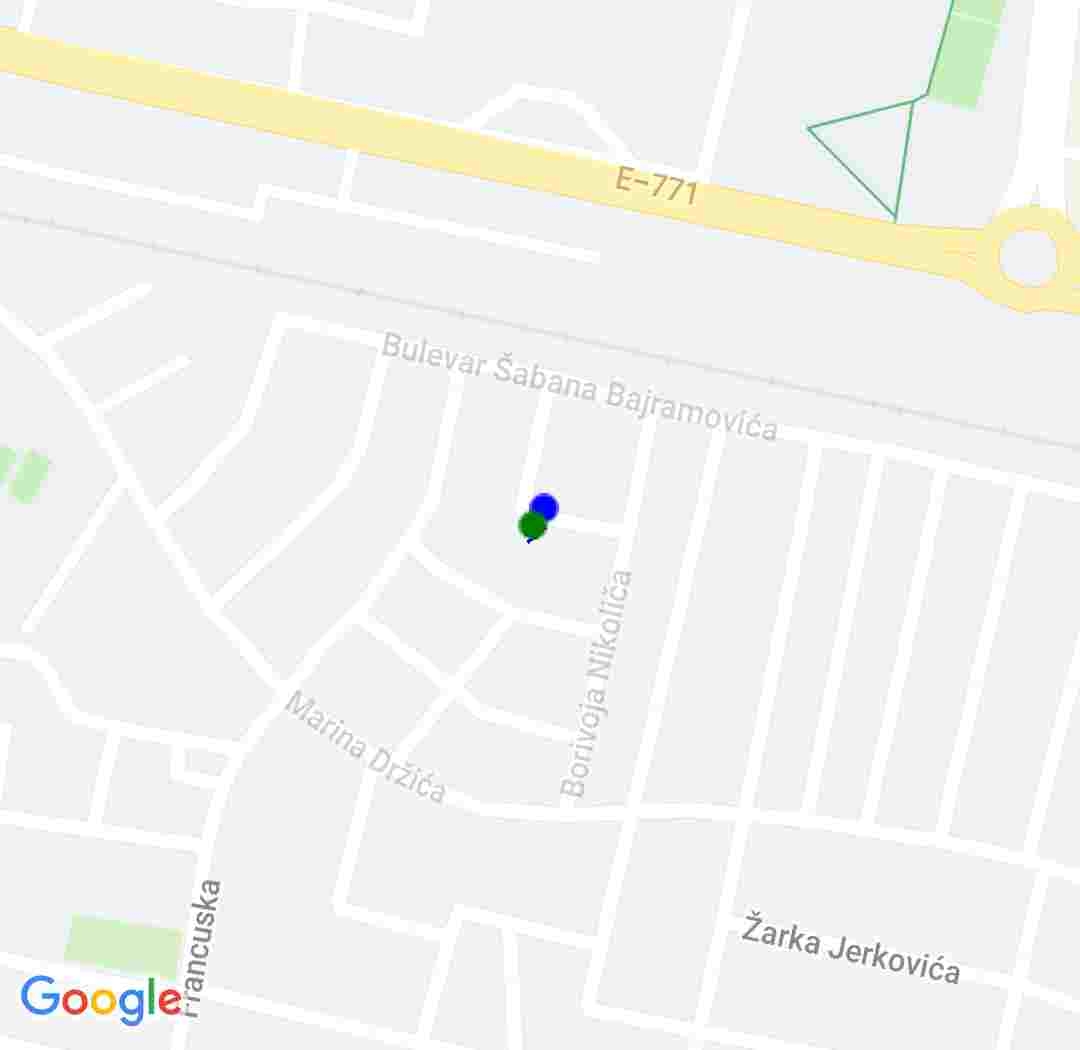 E-771
Bulevar Šabana Bajramovića
Borivoja Nikolića
Marina Držića
Francuska
Žarka Jerkovića
Google